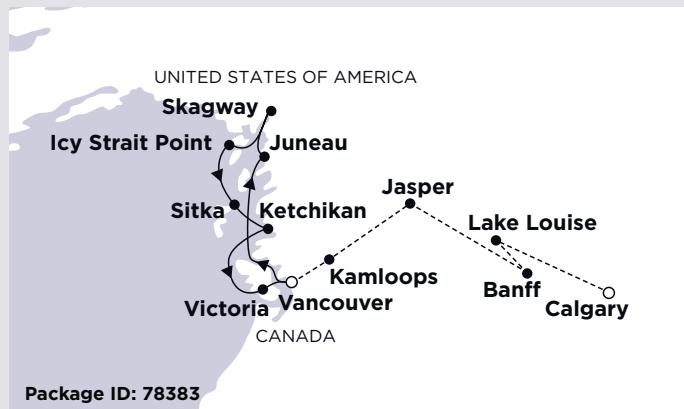 UNITED STATES OF AMERICA
Skagway
Icy Strait Point
Juneau
Jasper
Sitka
Ketchikan
Lake Louise
Kamloops
Banff
Victoria
Vancouver
Calgary
CANADA
Package ID: 78383